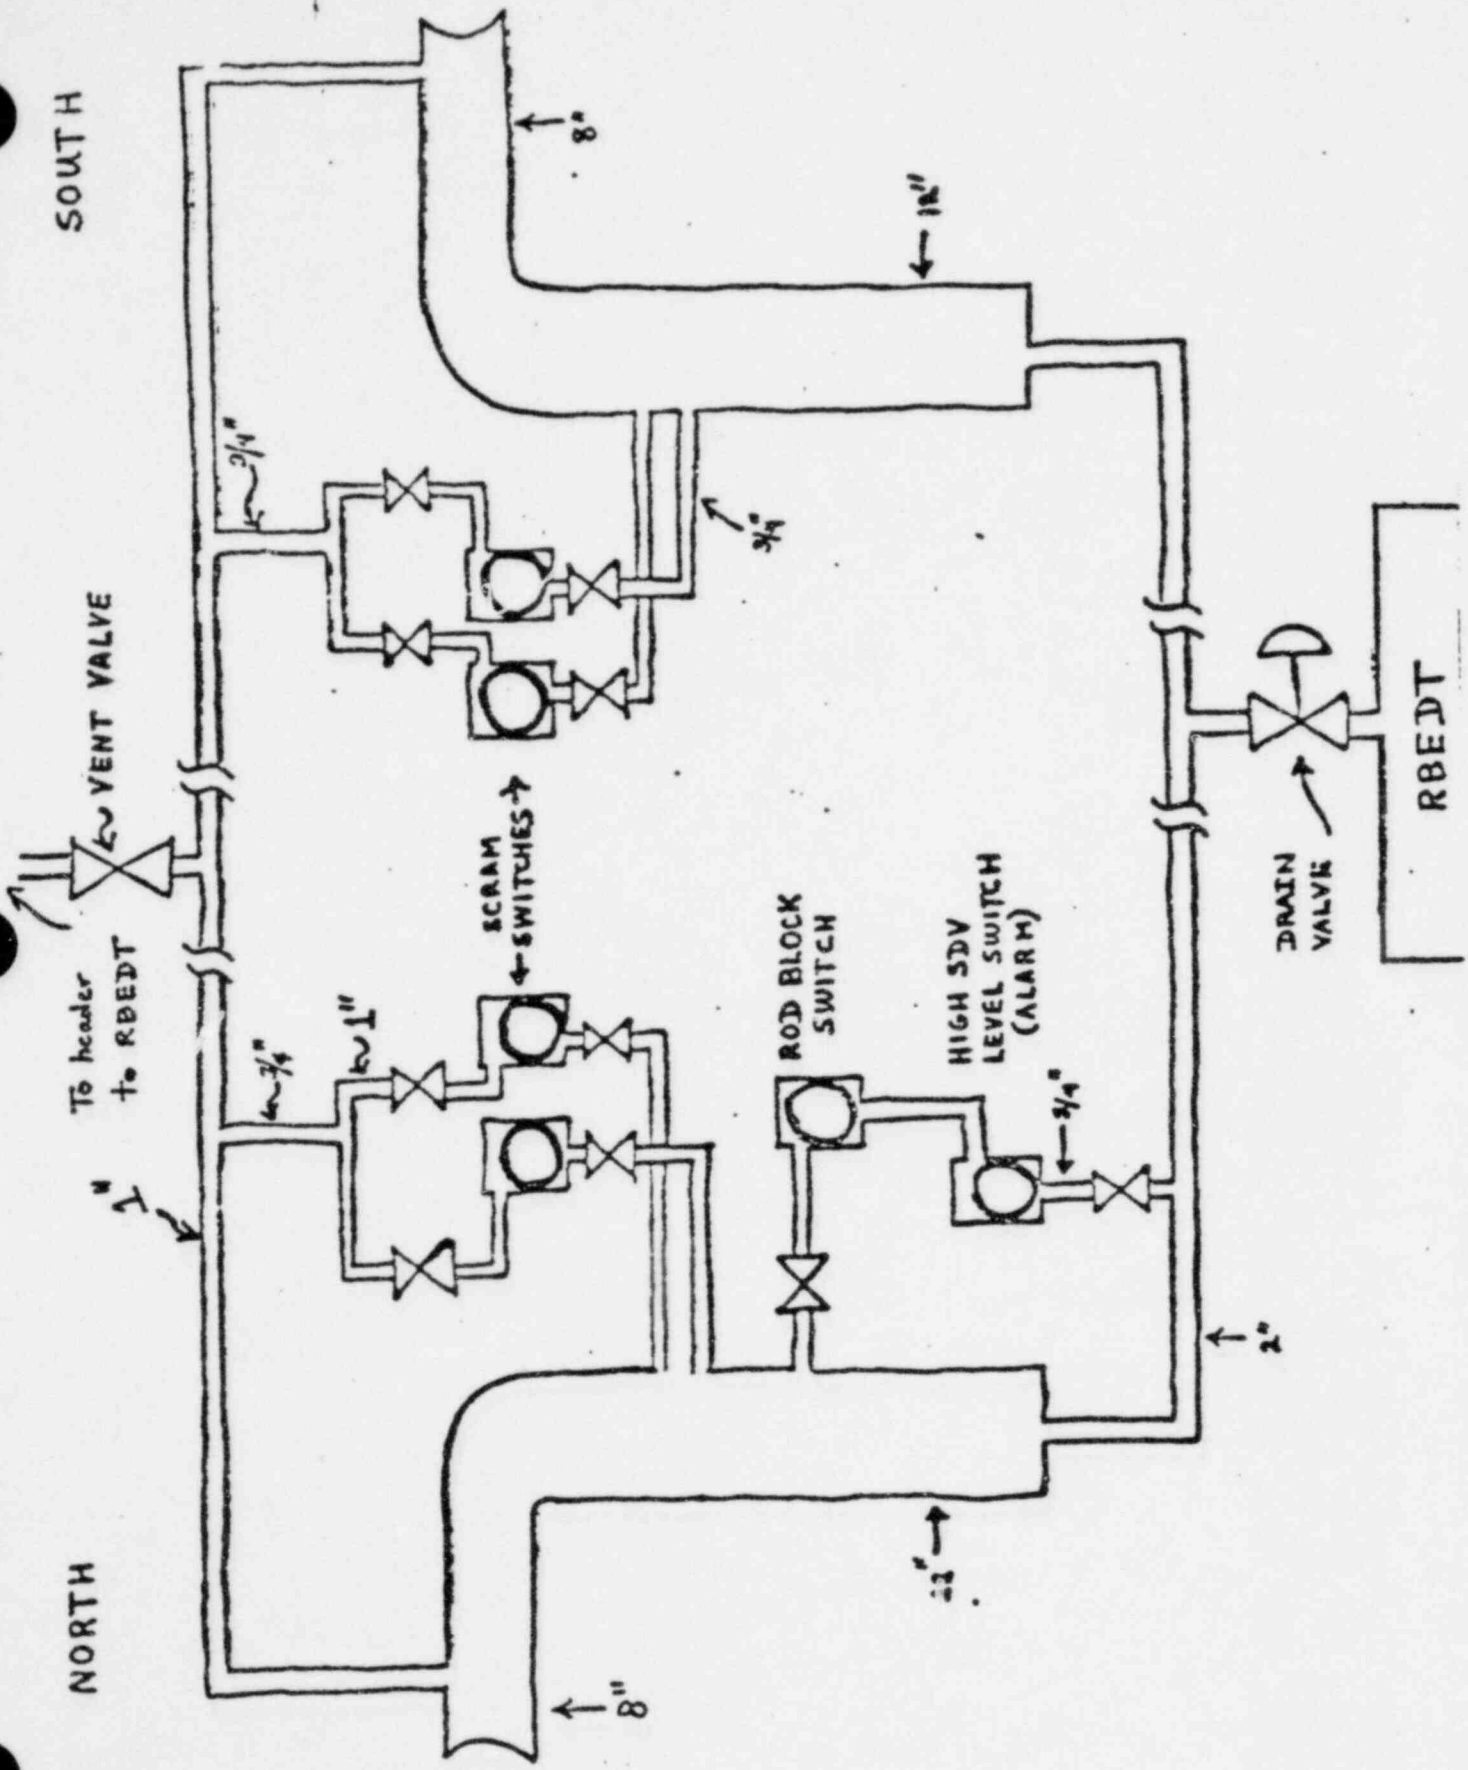 NORTH
SOUTH
To header
to RBEDT
VENT VALVE
1"
3/4"
1"
3/4"
SCRAM
SWITCHES
8"
8"
3/4"
ROD BLOCK
SWITCH
HIGH SDV
LEVEL SWITCH
(ALARM)
3/4"
12"
2"
DRAIN
VALVE
RBEDT